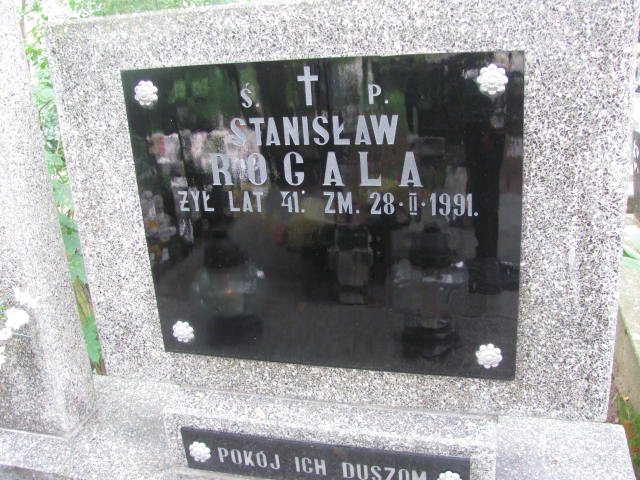 Ś. P.
STANISŁAW
ROGALA
ŻYŁ LAT 41. ZM. 28·II·1991.
POKÓJ ICH DUSZOM